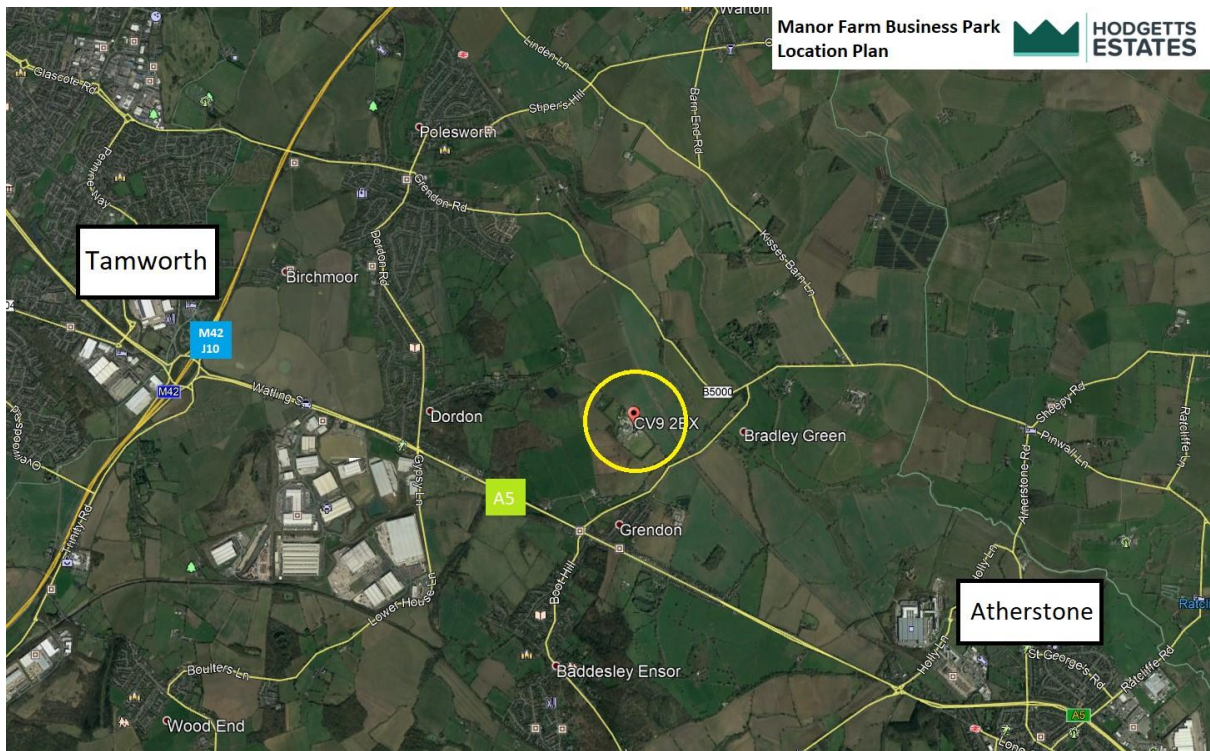 Manor Farm Business Park
Location Plan
HODGETTS
ESTATES
Warton
Linden Ln
Glascote Rd
Stiper's Hill
Barn End Rd
Polesworth
Pennine Way
Grendon Rd
Dordon Rd
Kisses Barn Ln
Tamworth
Birchmoor
M42
J10
M42
Watling St
B5000
Sheepy Rd
Dordon
CV9 2BX
Bradley Green
Pinwall Ln
Ratcliffe Ln
Gypsy Ln
Atherstone Rd
A5
Trinity Rd
Grendon
Boot Hill
Holly Ln
Lower House Ln
Atherstone
Baddesley Ensor
Holly Ln
St George's Rd
Ratcliffe Rd
Boulters Ln
Wood End
A5